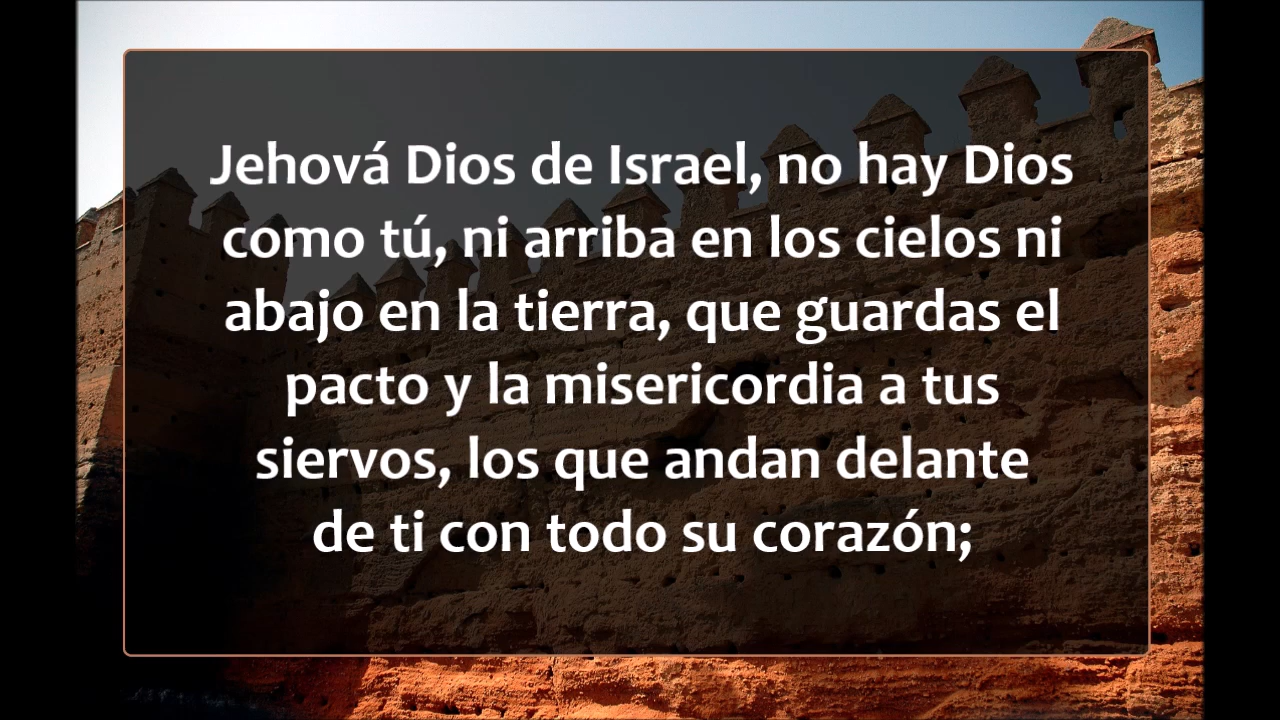 Jehová Dios de Israel, no hay Dios
como tú, ni arriba en los cielos ni
abajo en la tierra, que guardas el
pacto y la misericordia a tus
siervos, los que andan delante
de ti con todo su corazón;